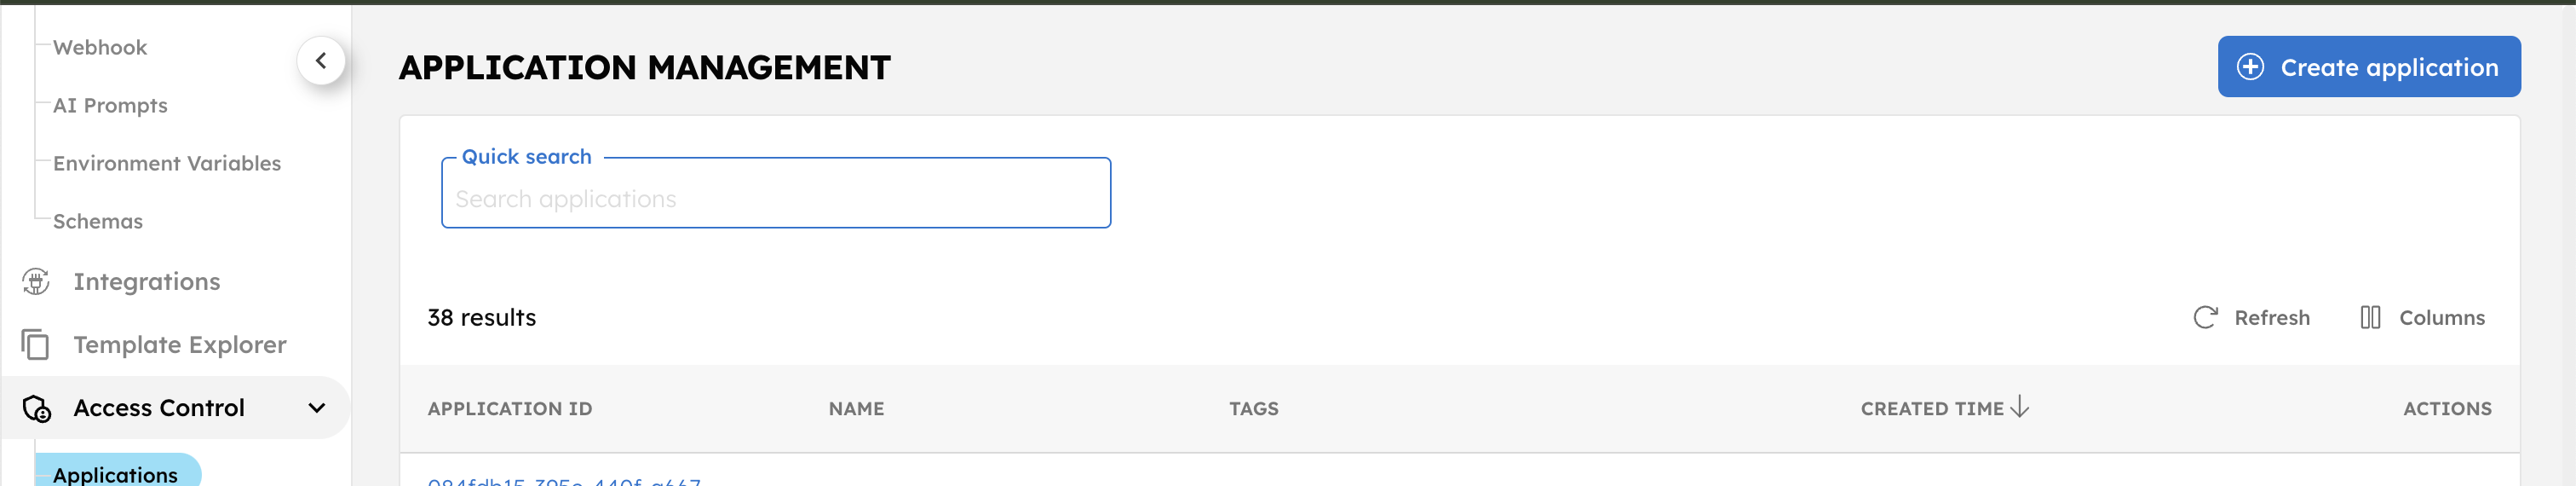 Webhook
AI Prompts
Environment Variables
Schemas
Integrations
Template Explorer
Access Control
Applications
APPLICATION MANAGEMENT
Create application
Quick search
Search applications
38 results
Refresh
Columns
APPLICATION ID NAME TAGS CREATED TIME ACTIONS